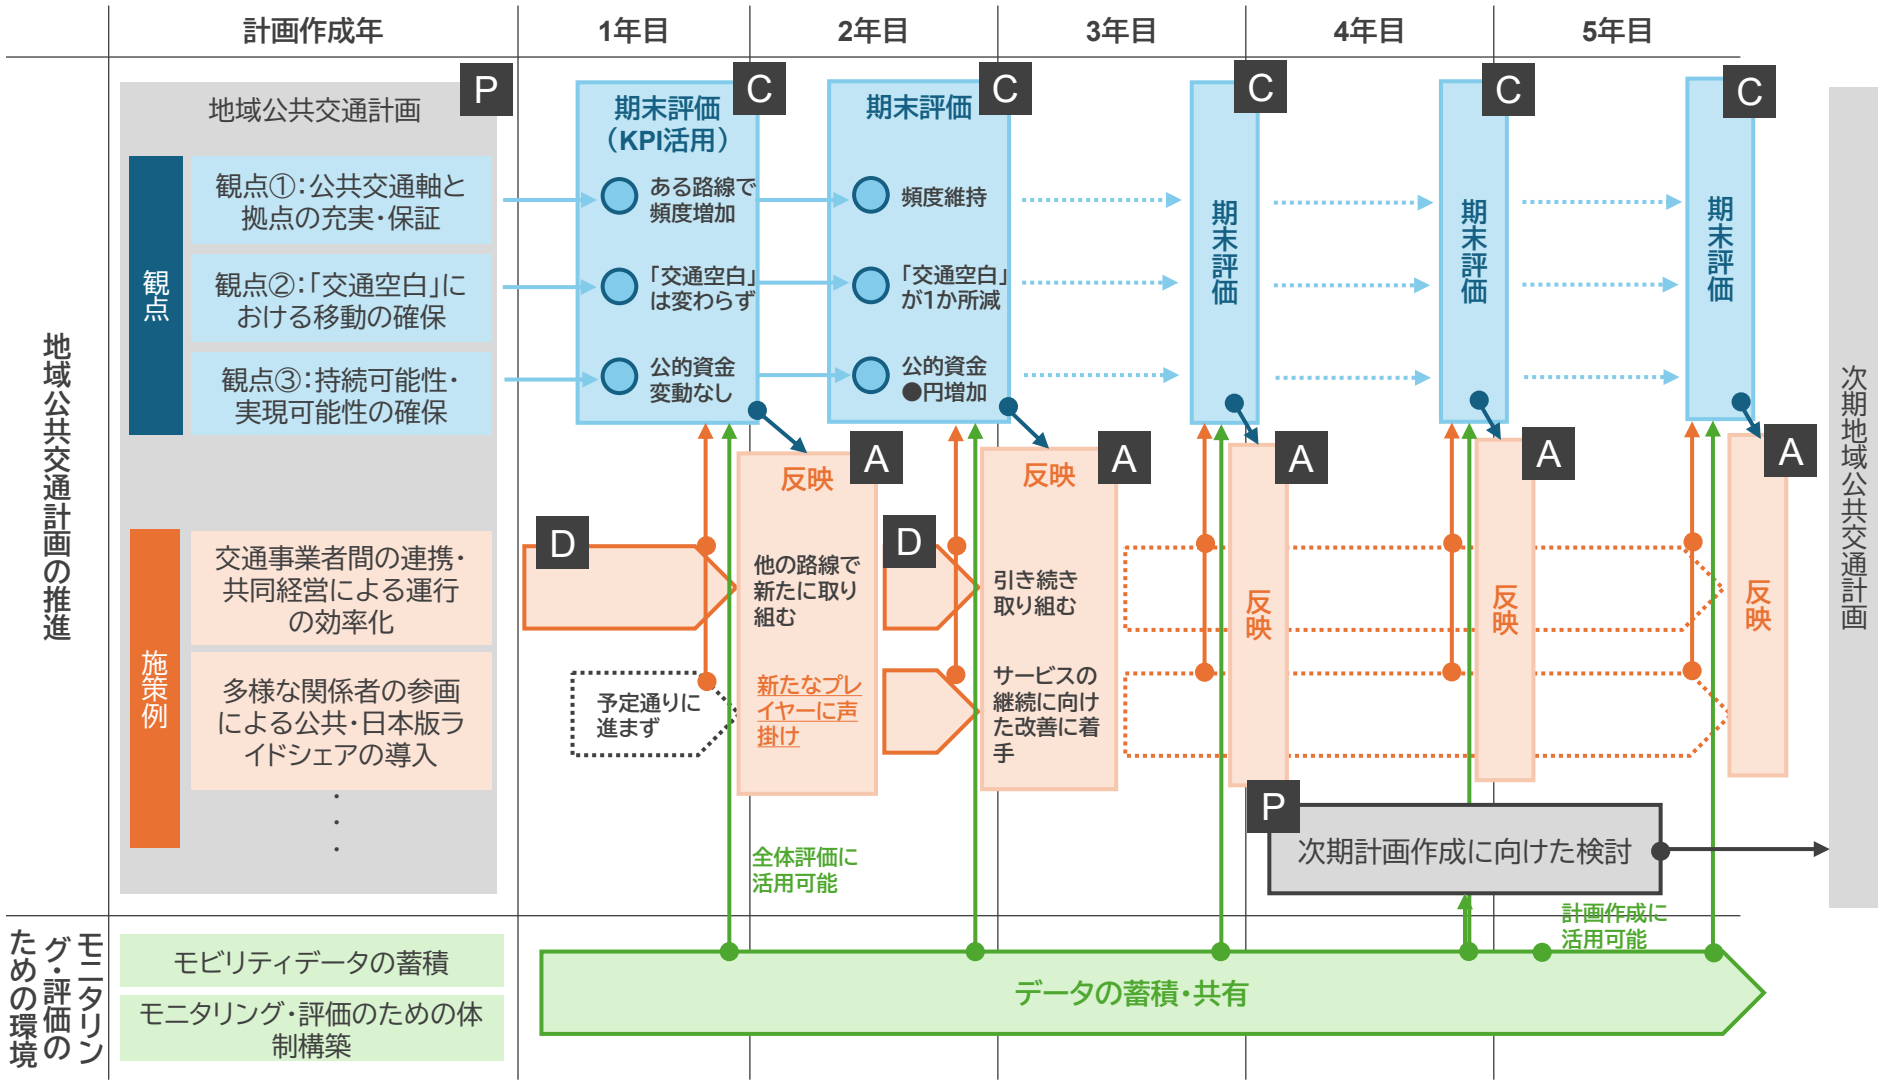 計画作成年
1年目
2年目
3年目
4年目
5年目
地域公共交通計画の推進
地域公共交通計画
P
観点
観点①：公共交通軸と
拠点の充実・保証
観点②：「交通空白」に
おける移動の確保
観点③：持続可能性・
実現可能性の確保
施策例
交通事業者間の連携・
共同経営による運行
の効率化
多様な関係者の参画
による公共・日本版ラ
イドシェアの導入
・
・
・
期末評価
（KPI活用）
C
ある路線で
頻度増加
「交通空白」
は変わらず
公的資金
変動なし
期末評価
C
頻度維持
「交通空白」
が1か所減
公的資金
●円増加
期末評価
C
期末評価
C
期末評価
C
D
予定通りに
進まず
反映
A
他の路線で
新たに取り
組む
新たなプレ
イヤーに声
掛け
D
反映
A
引き続き
取り組む
サービスの
継続に向け
た改善に着
手
反映
A
反映
A
反映
A
P
次期計画作成に向けた検討
次期地域公共交通計画
全体評価に
活用可能
計画作成に
活用可能
モニタリン
グ・評価の
ための環境
モビリティデータの蓄積
モニタリング・評価のための体
制構築
データの蓄積・共有